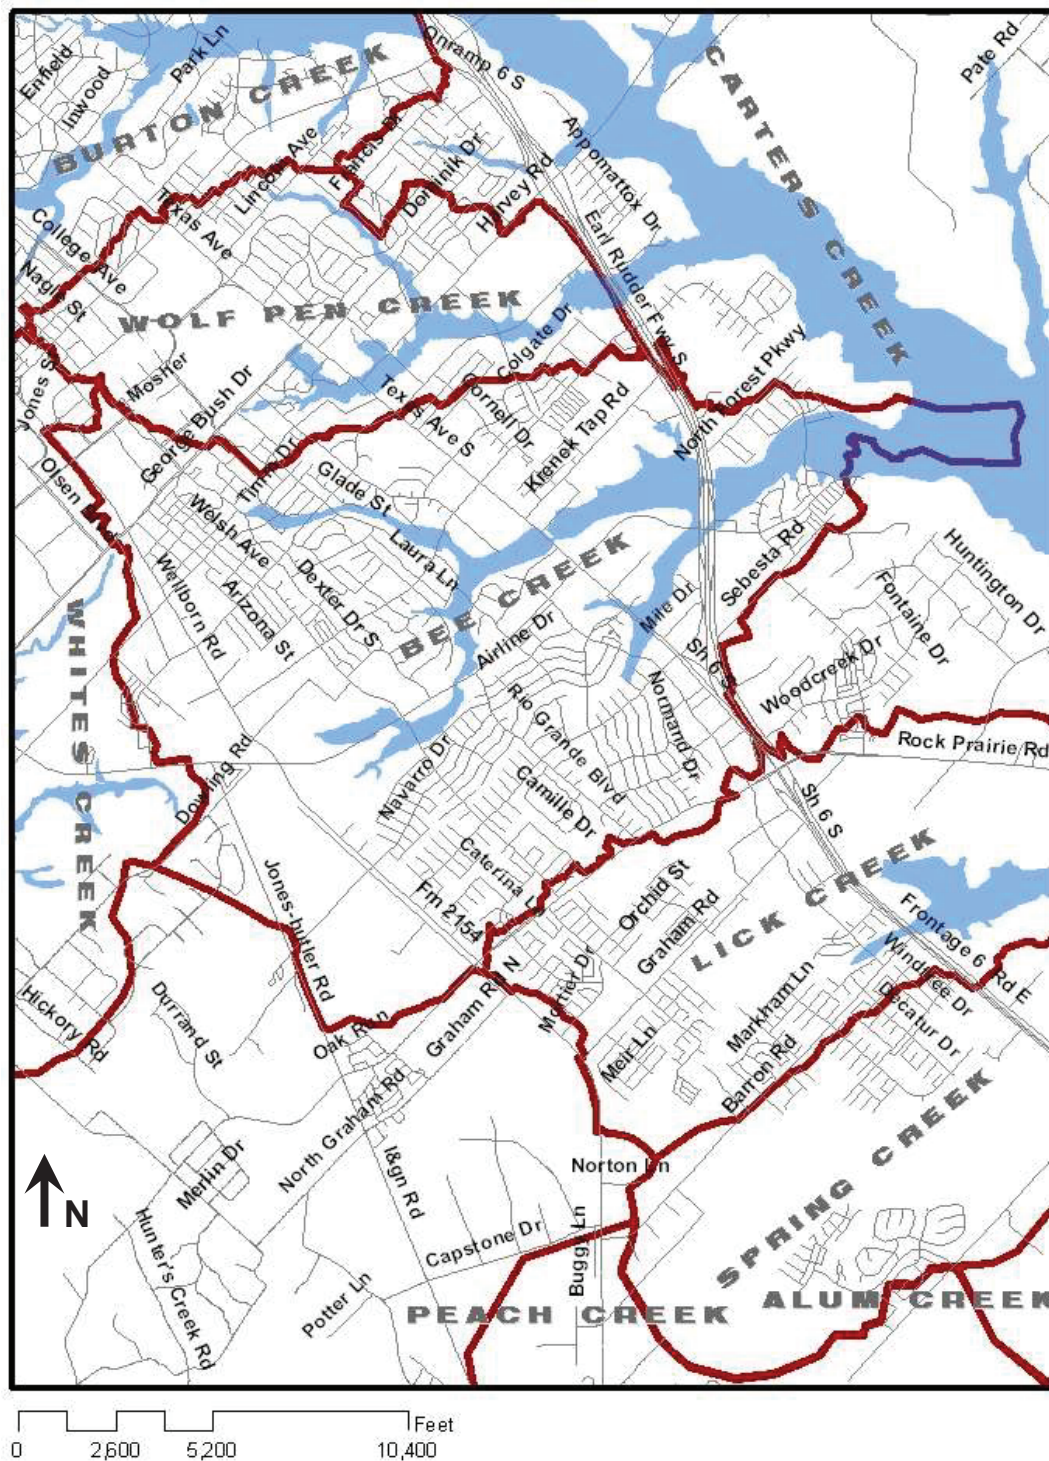 Enfield
Inwood
Park Ln
Onramp 6 S
Pate Rd
BURTON CREEK
CARTERS CREEK
Lincoln Ave
Francis Dr
Dominik Dr
Harvey Rd
Appomattox Dr
Texas Ave
College Ave
Nagle St
Earl Rudder Fwy S
WOLF PEN CREEK
Colgate Dr
Jones St
Mosher
George Bush Dr
Texas Ave S
Cornell Dr
Krenek Tap Rd
North Forest Pkwy
Olsen
Timm Dr
Glade St
Welsh Ave
Laura Ln
Wellborn Rd
Arizona St
Dexter Dr S
BEE CREEK
Sebesta Rd
Huntington Dr
Fontaine Dr
WHITES CREEK
Airline Dr
Mile Dr
Sh 6 S
Woodcreek Dr
Rio Grande Blvd
Normand Dr
Rock Prairie Rd
Dowling Rd
Navarro Dr
Camille Dr
Sh 6 S
Caterina Ln
Jones-butler Rd
Fm 2154
Orchid St
Graham Rd
LICK CREEK
Frontage 6 Rd E
Windfree Dr
Decatur Dr
Hickory Rd
Durrand St
Oak Run
Graham Rd N
Mortier Dr
Markham Ln
Meir Ln
Barron Rd
North Graham Rd
SPRING CREEK
Merlin Dr
I&gn Rd
Norton Ln
N
Hunter's Creek Rd
Capstone Dr
Potter Ln
Buggy Ln
PEACH CREEK
ALUM CREEK
Feet
0 2,600 5,200 10,400